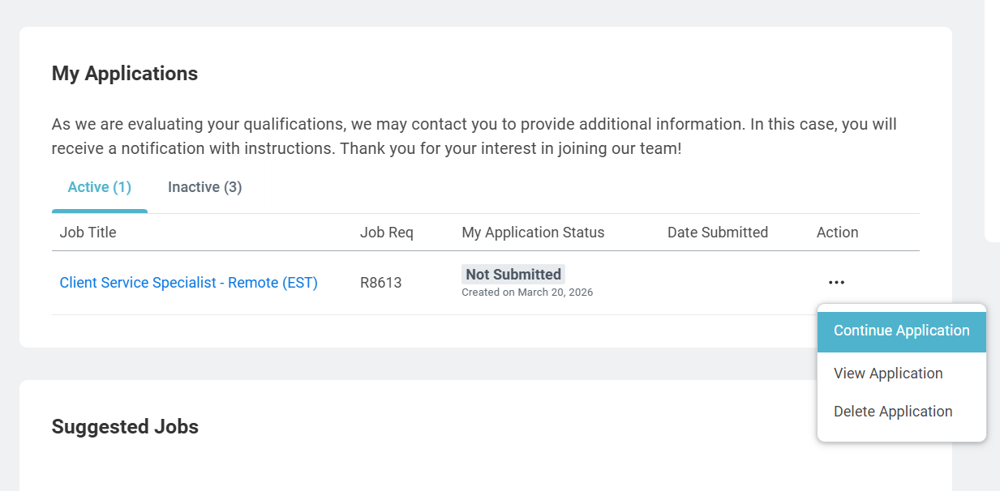 My Applications
As we are evaluating your qualifications, we may contact you to provide additional information. In this case, you will
receive a notification with instructions. Thank you for your interest in joining our team!
Active (1) Inactive (3)
Job Title Job Req My Application Status Date Submitted Action
Client Service Specialist - Remote (EST) R8613 Not Submitted
Created on March 20, 2026
Continue Application
View Application
Delete Application
Suggested Jobs